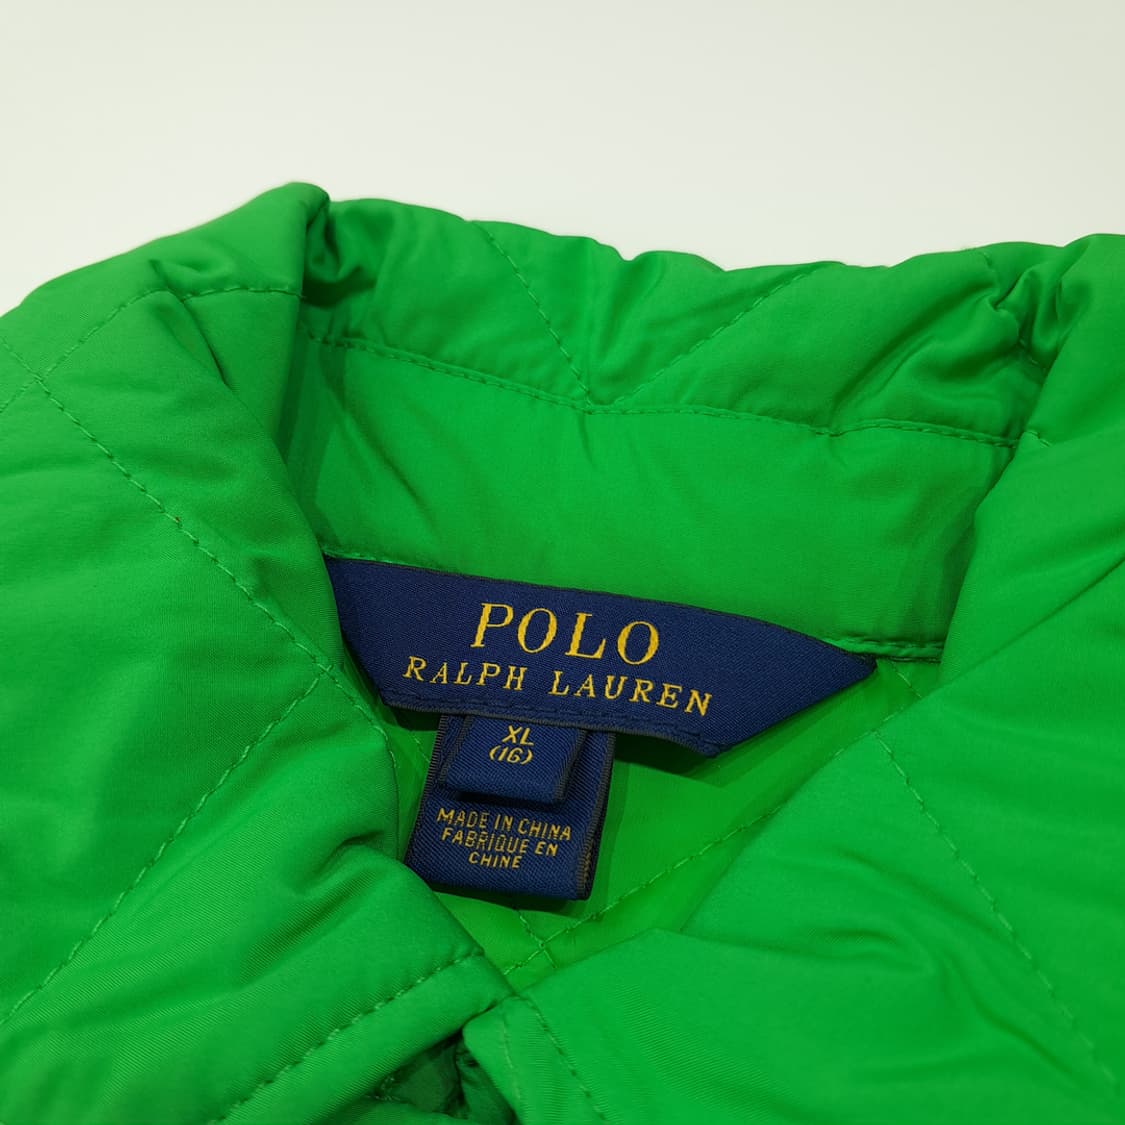 POLO
RALPH LAUREN
XL
(16)
MADE IN CHINA
FABRIQUE EN
CHINE